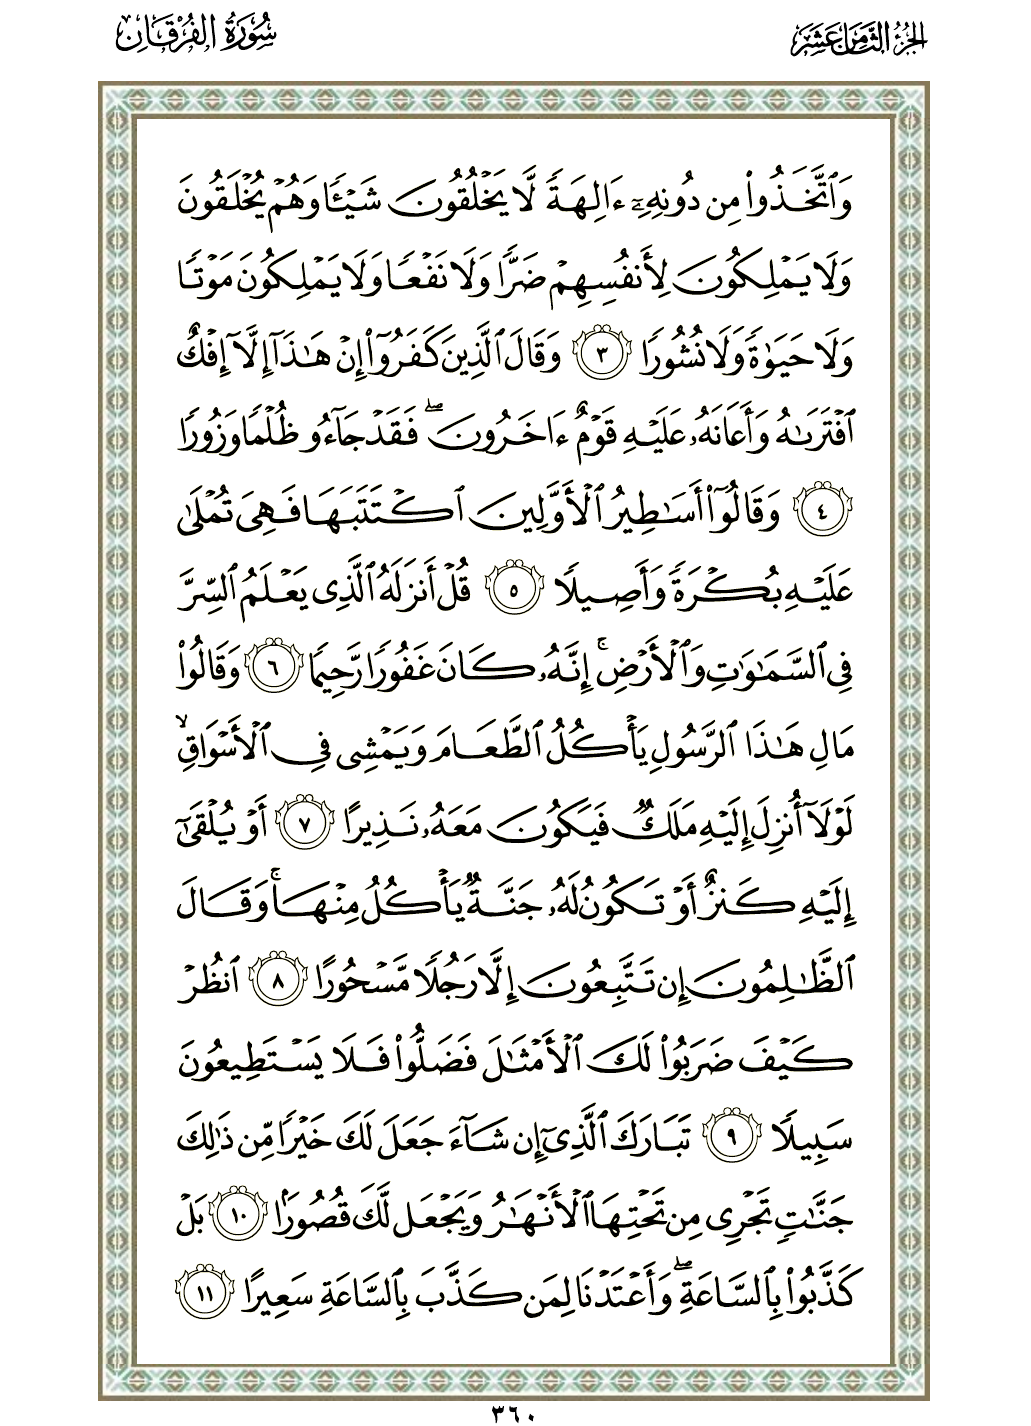 الجزء الثامن عشر
سورة الفرقان
وَٱتَّخَذُوا۟ مِن دُونِهِۦٓ ءَالِهَةً لَّا يَخْلُقُونَ شَيْـًٔا وَهُمْ يُخْلَقُونَ
وَلَا يَمْلِكُونَ لِأَنفُسِهِمْ ضَرًّا وَلَا نَفْعًا وَلَا يَمْلِكُونَ مَوْتًا
وَلَا حَيَوٰةً وَلَا نُشُورًا ٣ وَقَالَ ٱلَّذِينَ كَفَرُوٓا۟ إِنْ هَـٰذَآ إِلَّآ إِفْكٌ
ٱفْتَرَىٰهُ وَأَعَانَهُۥ عَلَيْهِ قَوْمٌ ءَاخَرُونَ ۖ فَقَدْ جَآءُو ظُلْمًا وَزُورًا
٤ وَقَالُوٓا۟ أَسَـٰطِيرُ ٱلْأَوَّلِينَ ٱكْتَتَبَهَا فَهِىَ تُمْلَىٰ
عَلَيْهِ بُكْرَةً وَأَصِيلًا ٥ قُلْ أَنزَلَهُ ٱلَّذِى يَعْلَمُ ٱلسِّرَّ
فِى ٱلسَّمَـٰوَٰتِ وَٱلْأَرْضِ ۚ إِنَّهُۥ كَانَ غَفُورًا رَّحِيمًا ٦ وَقَالُوا۟
مَالِ هَـٰذَا ٱلرَّسُولِ يَأْكُلُ ٱلطَّعَامَ وَيَمْشِى فِى ٱلْأَسْوَاقِ ۙ
لَوْلَآ أُنزِلَ إِلَيْهِ مَلَكٌ فَيَكُونَ مَعَهُۥ نَذِيرًا ٧ أَوْ يُلْقَىٰٓ
إِلَيْهِ كَنزٌ أَوْ تَكُونُ لَهُۥ جَنَّةٌ يَأْكُلُ مِنْهَا ۚ وَقَالَ
ٱلظَّـٰلِمُونَ إِن تَتَّبِعُونَ إِلَّا رَجُلًا مَّسْحُورًا ٨ ٱنظُرْ
كَيْفَ ضَرَبُوا۟ لَكَ ٱلْأَمْثَـٰلَ فَضَلُّوا۟ فَلَا يَسْتَطِيعُونَ
سَبِيلًا ٩ تَبَارَكَ ٱلَّذِىٓ إِن شَآءَ جَعَلَ لَكَ خَيْرًا مِّن ذَٰلِكَ
جَنَّـٰتٍ تَجْرِى مِن تَحْتِهَا ٱلْأَنْهَـٰرُ وَيَجْعَل لَّكَ قُصُورًۢا ١٠ بَلْ
كَذَّبُوا۟ بِٱلسَّاعَةِ ۖ وَأَعْتَدْنَا لِمَن كَذَّبَ بِٱلسَّاعَةِ سَعِيرًا ١١
٣٦٠